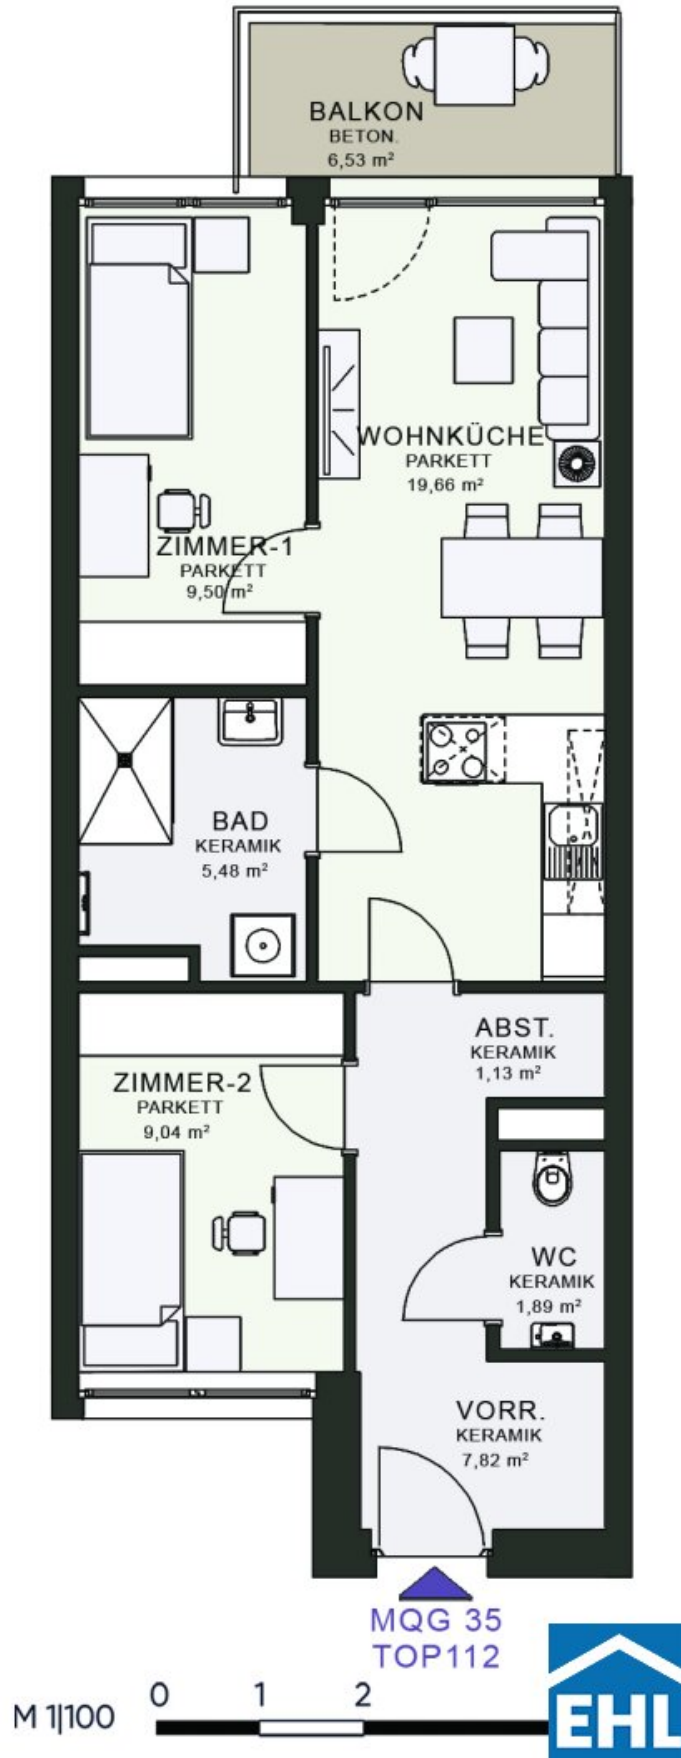 BALKON
BETON.
6,53 m²
WOHNKÜCHE
PARKETT
19,66 m²
ZIMMER-1
PARKETT
9,50 m²
BAD
KERAMIK
5,48 m²
ABST.
KERAMIK
1,13 m²
ZIMMER-2
PARKETT
9,04 m²
WC
KERAMIK
1,89 m²
VORR.
KERAMIK
7,82 m²
MQG 35
TOP112
M 1|100
0 1 2
EHL